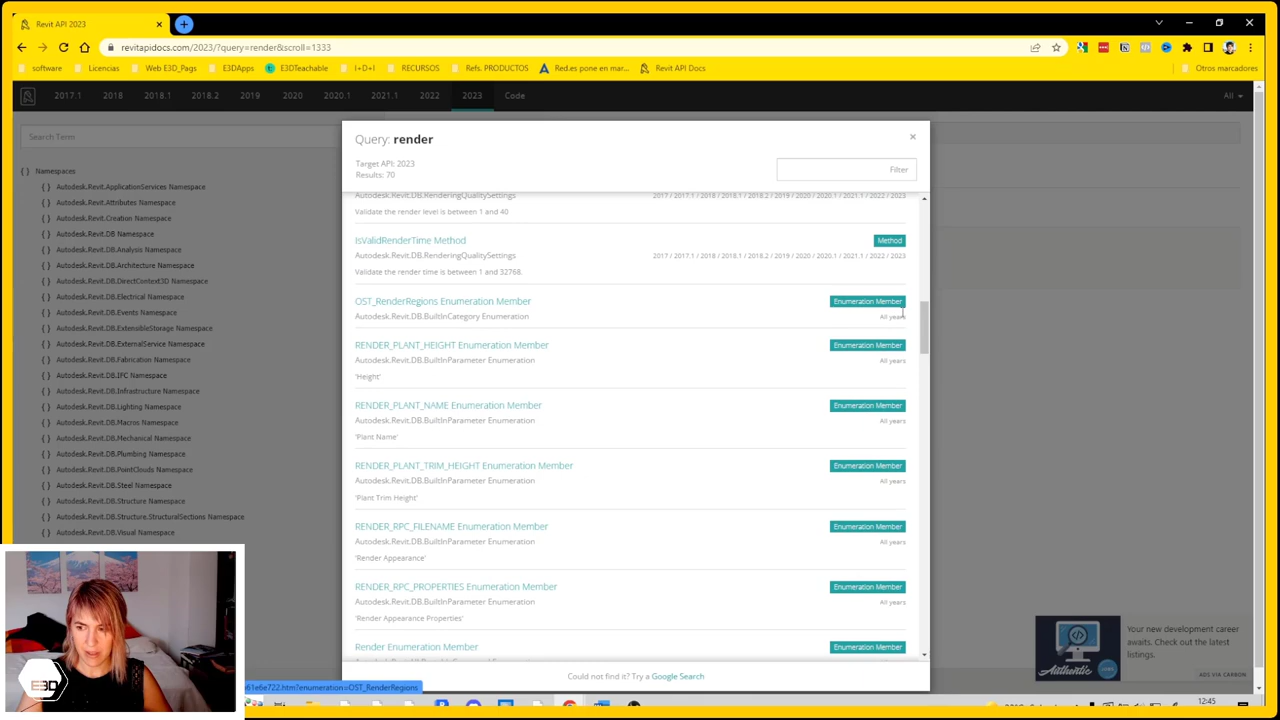 Revit API 2023
revitapidocs.com/2023/?query=render&scroll=1333
software
Licencias
Web E3D_Pags
E3DApps
E3DTeachable
I+D+I
RECURSOS
Refs. PRODUCTOS
Red.es pone en mar...
Revit API Docs
Otros marcadores
2017.1
2018
2018.1
2018.2
2019
2020
2020.1
2021.1
2022
2023
Code
All
Search Term
{ } Namespaces
{ } Autodesk.Revit.ApplicationServices Namespace
{ } Autodesk.Revit.Attributes Namespace
{ } Autodesk.Revit.Creation Namespace
{ } Autodesk.Revit.DB Namespace
{ } Autodesk.Revit.DB.Analysis Namespace
{ } Autodesk.Revit.DB.Architecture Namespace
{ } Autodesk.Revit.DB.DirectContext3D Namespace
{ } Autodesk.Revit.DB.Electrical Namespace
{ } Autodesk.Revit.DB.Events Namespace
{ } Autodesk.Revit.DB.ExtensibleStorage Namespace
{ } Autodesk.Revit.DB.ExternalService Namespace
{ } Autodesk.Revit.DB.Fabrication Namespace
{ } Autodesk.Revit.DB.IFC Namespace
{ } Autodesk.Revit.DB.Infrastructure Namespace
{ } Autodesk.Revit.DB.Lighting Namespace
{ } Autodesk.Revit.DB.Macros Namespace
{ } Autodesk.Revit.DB.Mechanical Namespace
{ } Autodesk.Revit.DB.Plumbing Namespace
{ } Autodesk.Revit.DB.PointClouds Namespace
{ } Autodesk.Revit.DB.Steel Namespace
{ } Autodesk.Revit.DB.Structure Namespace
{ } Autodesk.Revit.DB.Structure.StructuralSections Namespace
{ } Autodesk.Revit.DB.Visual Namespace
Query: render
Target API: 2023
Results: 70
Filter
Autodesk.Revit.DB.RenderingQualitySettings 2017 / 2017.1 / 2018 / 2018.1 / 2018.2 / 2019 / 2020 / 2020.1 / 2021.1 / 2022 / 2023
Validate the render level is between 1 and 40
IsValidRenderTime Method Method
Autodesk.Revit.DB.RenderingQualitySettings 2017 / 2017.1 / 2018 / 2018.1 / 2018.2 / 2019 / 2020 / 2020.1 / 2021.1 / 2022 / 2023
Validate the render time is between 1 and 32768.
OST_RenderRegions Enumeration Member Enumeration Member
Autodesk.Revit.DB.BuiltInCategory Enumeration All years
RENDER_PLANT_HEIGHT Enumeration Member Enumeration Member
Autodesk.Revit.DB.BuiltInParameter Enumeration All years
'Height'
RENDER_PLANT_NAME Enumeration Member Enumeration Member
Autodesk.Revit.DB.BuiltInParameter Enumeration All years
'Plant Name'
RENDER_PLANT_TRIM_HEIGHT Enumeration Member Enumeration Member
Autodesk.Revit.DB.BuiltInParameter Enumeration All years
'Plant Trim Height'
RENDER_RPC_FILENAME Enumeration Member Enumeration Member
Autodesk.Revit.DB.BuiltInParameter Enumeration All years
'Render Appearance'
RENDER_RPC_PROPERTIES Enumeration Member Enumeration Member
Autodesk.Revit.DB.BuiltInParameter Enumeration All years
'Render Appearance Properties'
Render Enumeration Member Enumeration Member
Could not find it? Try a Google Search
Your new development career
awaits. Check out the latest
listings.
Authentic
ADS VIA CARBON
E3D
61e6e722.htm?enumeration=OST_RenderRegions
12:45